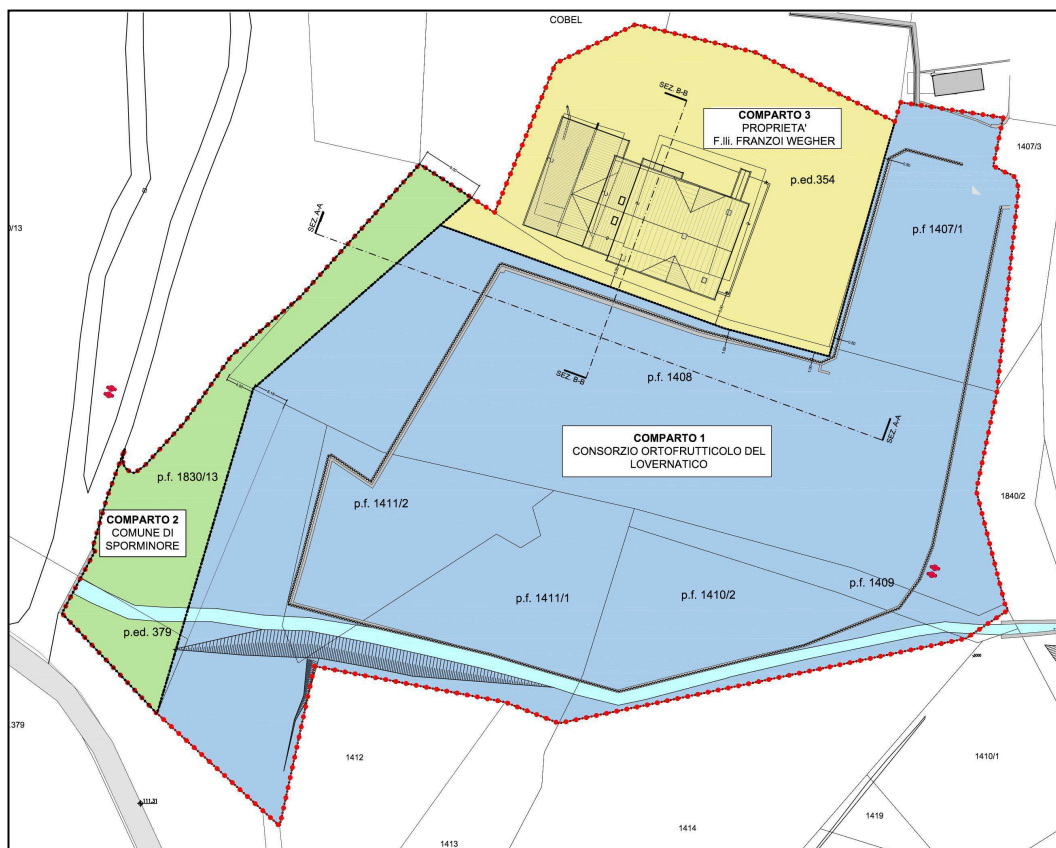 COBEL
SEZ. B-B
COMPARTO 3
PROPRIETA'
F.lli. FRANZOI WEGHER
p.ed.354
1407/3
SEZ. A-A
p.f 1407/1
/13
SEZ. B-B
p.f. 1408
SEZ. A-A
COMPARTO 1
CONSORZIO ORTOFRUTTICOLO DEL
LOVERNATICO
p.f. 1830/13
p.f. 1411/2
1840/2
COMPARTO 2
COMUNE DI
SPORMINORE
p.f. 1409
p.f. 1411/1
p.f. 1410/2
p.ed. 379
.379
1412
1410/1
111.31
1419
1414
1413